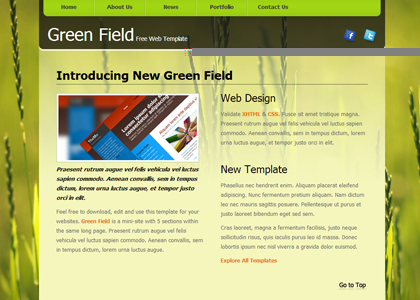 Home About Us News Portfolio Contact Us
Green Field Free Web Template
Introducing New Green Field
Praesent rutrum augue vel felis vehicula vel luctus
sapien commodo. Aenean convallis, sem in
tempus dictum, lorem urna luctus augue, et
tempor justo orci in elit.
Feel free to download, edit and use this template for your
websites. Green Field is a mini-site with 5 sections within
the same long page. Praesent rutrum augue vel felis
vehicula vel luctus sapien commodo. Aenean convallis, sem
in tempus dictum, lorem urna luctus augue.
Web Design
Validate XHTML & CSS. Fusce sit amet tristique magna.
Praesent rutrum augue vel felis vehicula vel luctus sapien
commodo. Aenean convallis, sem in tempus dictum, lorem
urna luctus augue, et tempor justo orci in elit.
New Template
Phasellus nec hendrerit enim. Aliquam placerat eleifend
adipiscing. Nunc fermentum pretium aliquam. Nam dictum
leo nec mauris sagittis posuere. Pellentesque ut purus et
justo laoreet bibendum eget sed sem.
Cras laoreet, magna a fermentum facilisis, justo neque
sollicitudin risus, quis iaculis purus leo id massa. Donec
lobortis ipsum nec nisl viverra a gravida dolor euismod.
Explore All Templates
Go to Top